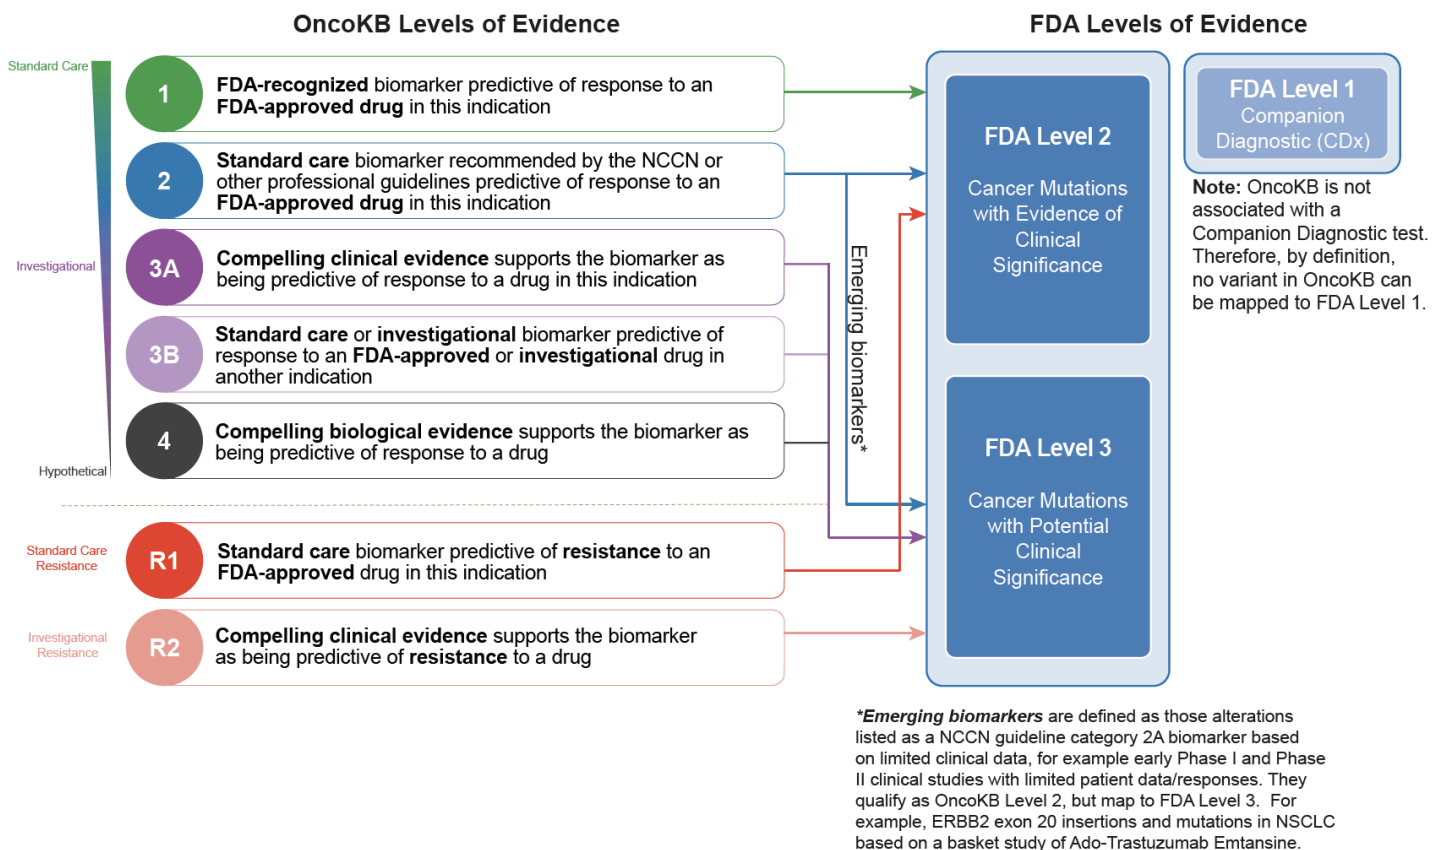 OncoKB Levels of Evidence
FDA Levels of Evidence
Standard Care
Investigational
Hypothetical
1
FDA-recognized biomarker predictive of response to an
FDA-approved drug in this indication
2
Standard care biomarker recommended by the NCCN or
other professional guidelines predictive of response to an
FDA-approved drug in this indication
3A
Compelling clinical evidence supports the biomarker as
being predictive of response to a drug in this indication
3B
Standard care or investigational biomarker predictive of
response to an FDA-approved or investigational drug in
another indication
4
Compelling biological evidence supports the biomarker as
being predictive of response to a drug
Standard Care
Resistance
R1
Standard care biomarker predictive of resistance to an
FDA-approved drug in this indication
Investigational
Resistance
R2
Compelling clinical evidence supports the biomarker
as being predictive of resistance to a drug
Emerging biomarkers*
FDA Level 2
Cancer Mutations
with Evidence of
Clinical
Significance
FDA Level 3
Cancer Mutations
with Potential
Clinical
Significance
FDA Level 1
Companion
Diagnostic (CDx)
Note: OncoKB is not
associated with a
Companion Diagnostic test.
Therefore, by definition,
no variant in OncoKB can
be mapped to FDA Level 1.
*Emerging biomarkers are defined as those alterations
listed as a NCCN guideline category 2A biomarker based
on limited clinical data, for example early Phase I and Phase
II clinical studies with limited patient data/responses. They
qualify as OncoKB Level 2, but map to FDA Level 3. For
example, ERBB2 exon 20 insertions and mutations in NSCLC
based on a basket study of Ado-Trastuzumab Emtansine.